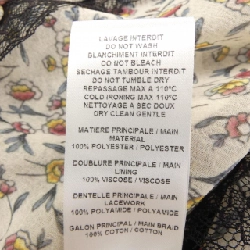 LAVAGE INTERDIT
DO NOT WASH
BLANCHIMENT INTERDIT
DO NOT BLEACH
SECHAGE TAMBOUR INTERDIT
DO NOT TUMBLE DRY
REPASSAGE MAX A 110°C
COLD IRONING MAX 110°C
NETTOYAGE A SEC DOUX
DRY CLEAN GENTLE
MATIERE PRINCIPALE / MAIN
MATERIAL
100% POLYESTER / POLYESTER
DOUBLURE PRINCIPALE / MAIN
LINING
100% VISCOSE / VISCOSE
DENTELLE PRINCIPALE / MAIN
LACEWORK
100% POLYAMIDE / POLYAMIDE
GALON PRINCIPAL / MAIN BRAID
100% COTON / COTTON